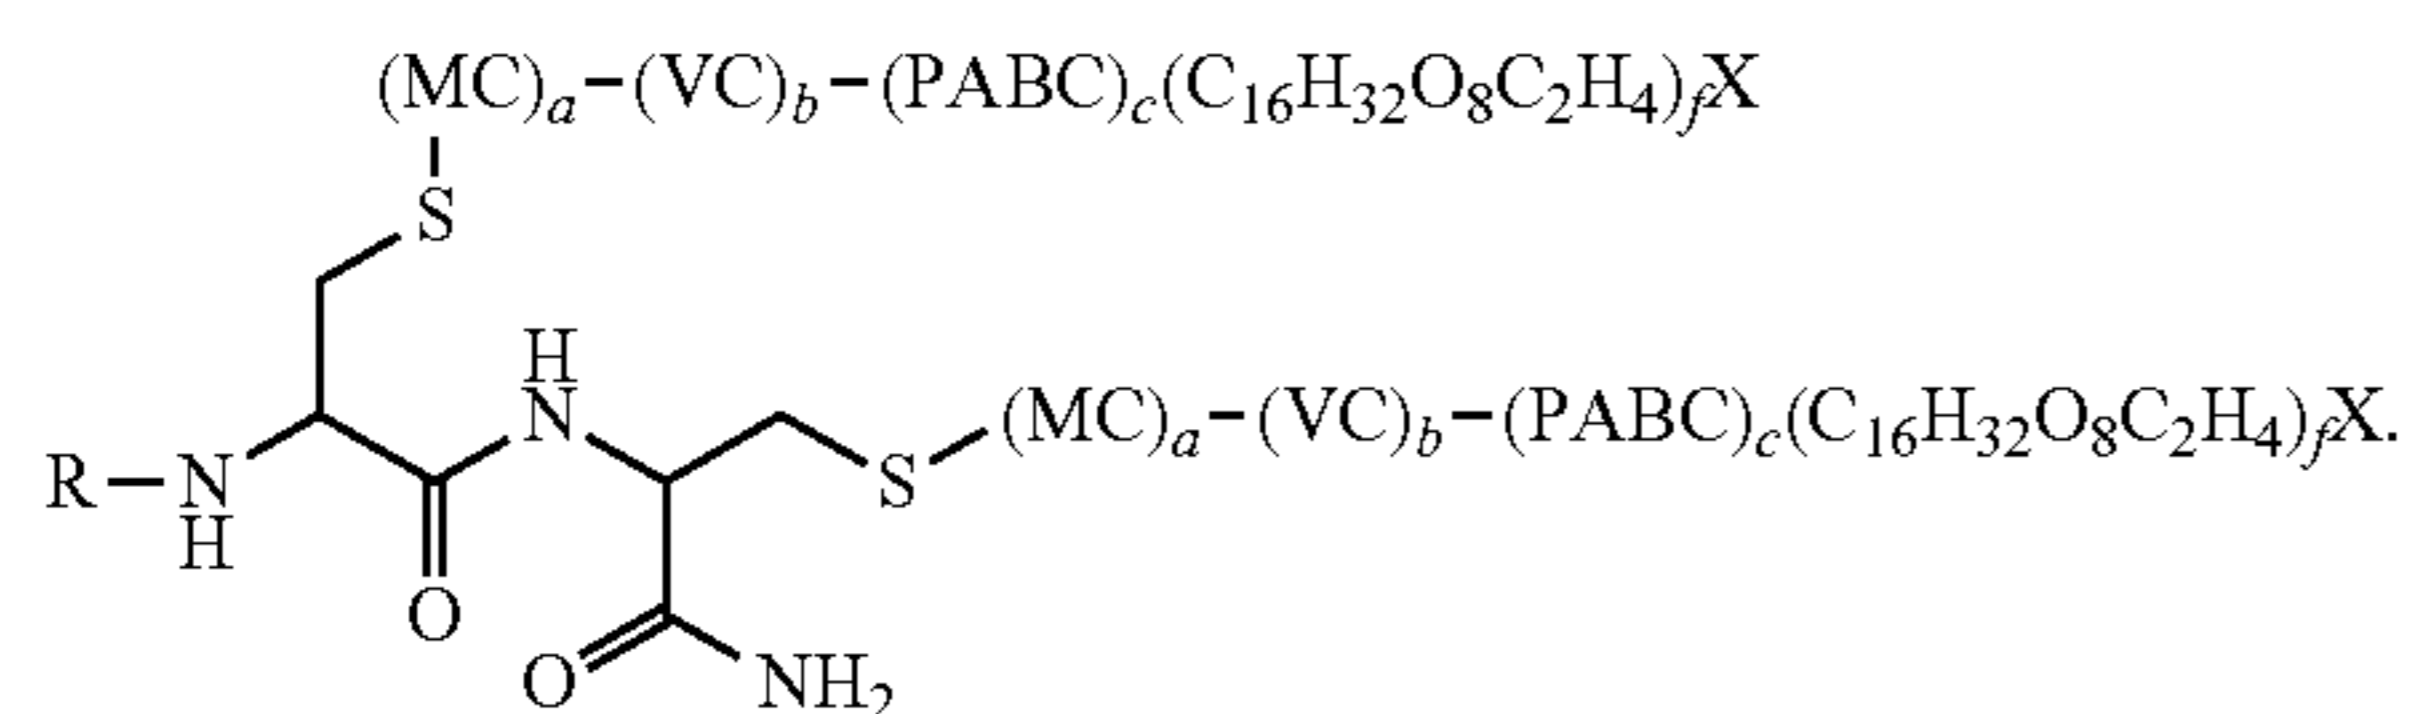 (MC)ₐ–(VC)b–(PABC)c(C₁₆H₃₂O₈C₂H₄)fX
S
H
N (MC)ₐ–(VC)b–(PABC)c(C₁₆H₃₂O₈C₂H₄)fX.
R–N S
H
O
O NH₂